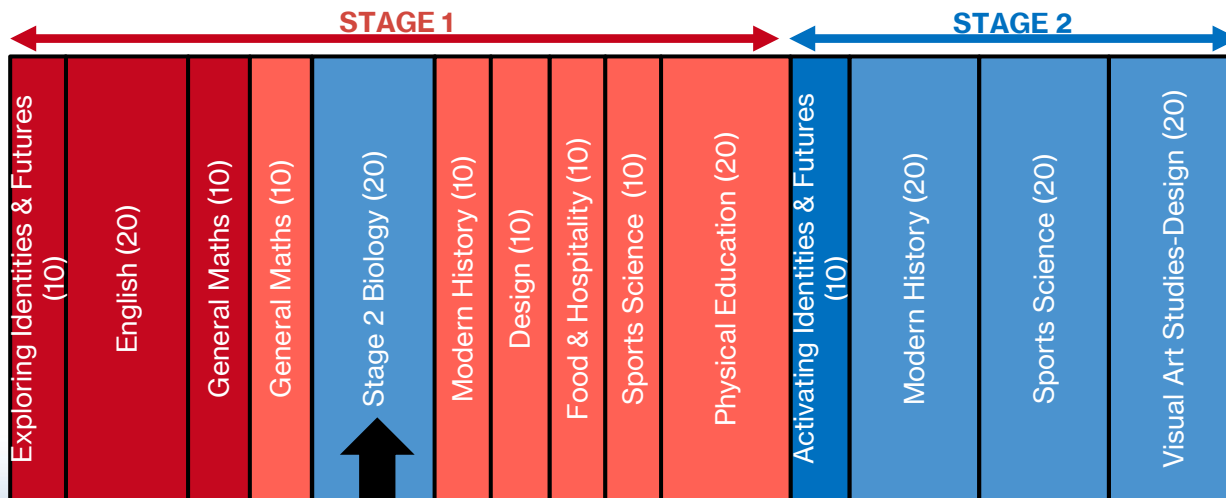 STAGE 1
STAGE 2
Exploring Identities & Futures
(10)
English (20)
General Maths (10)
General Maths (10)
Stage 2 Biology (20)
Modern History (10)
Design (10)
Food & Hospitality (10)
Sports Science (10)
Physical Education (20)
Activating Identities & Futures
(10)
Modern History (20)
Sports Science (20)
Visual Art Studies-Design (20)